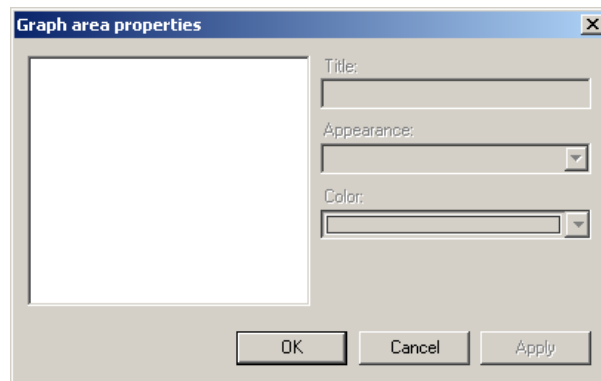 Graph area properties
Title:
Appearance:
Color:
OK
Cancel
Apply